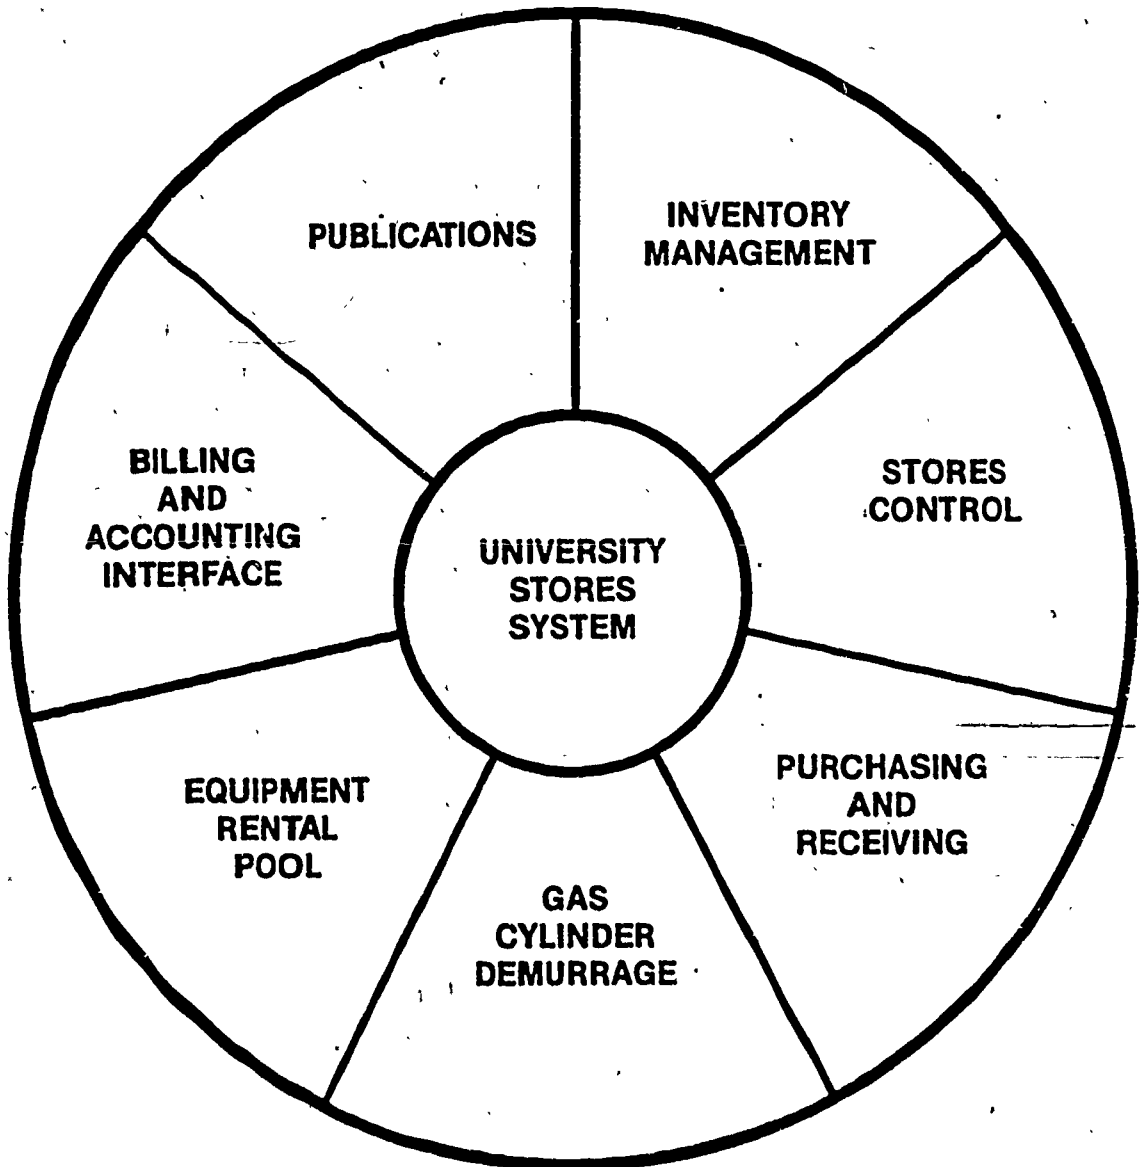 PUBLICATIONS
INVENTORY
MANAGEMENT
STORES
CONTROL
PURCHASING
AND
RECEIVING
GAS
CYLINDER
DEMURRAGE
EQUIPMENT
RENTAL
POOL
BILLING
AND
ACCOUNTING
INTERFACE
UNIVERSITY
STORES
SYSTEM